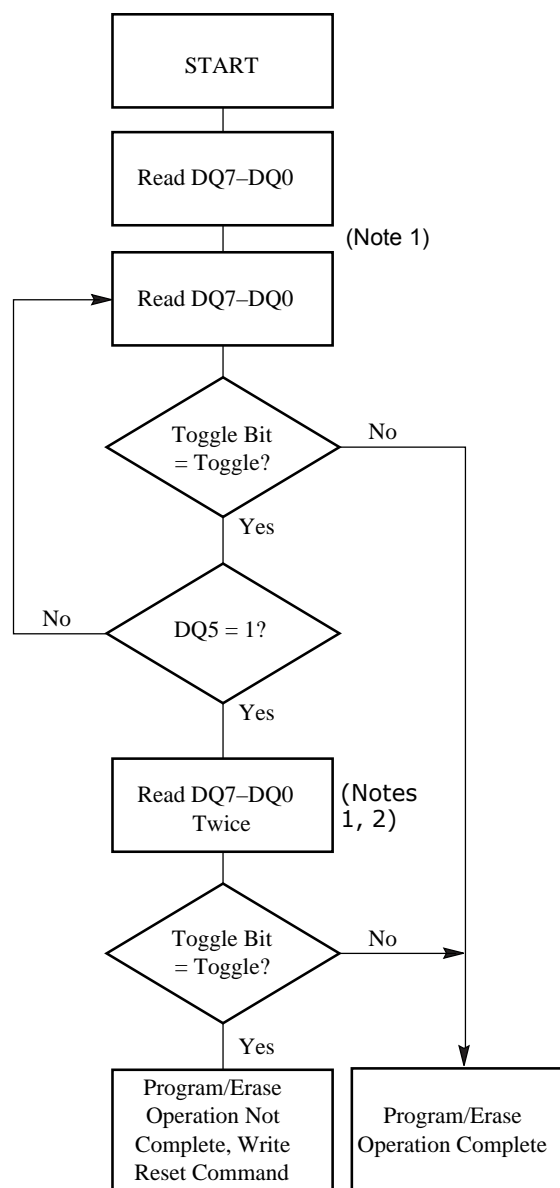 START
Read DQ7–DQ0
(Note 1)
Read DQ7–DQ0
Toggle Bit
= Toggle?
No
Yes
DQ5 = 1?
No
Yes
Read DQ7–DQ0
Twice
(Notes
1, 2)
Toggle Bit
= Toggle?
No
Yes
Program/Erase
Operation Not
Complete, Write
Reset Command
Program/Erase
Operation Complete